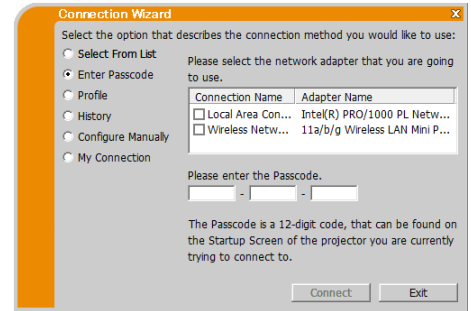 Connection Wizard
x
Select the option that describes the connection method you would like to use:
Select From List
Enter Passcode
Profile
History
Configure Manually
My Connection
Please select the network adapter that you are going
to use.
Connection Name Adapter Name
Local Area Con... Intel(R) PRO/1000 PL Netw...
Wireless Netw... 11a/b/g Wireless LAN Mini P...
Please enter the Passcode.
- -
The Passcode is a 12-digit code, that can be found on
the Startup Screen of the projector you are currently
trying to connect to.
Connect Exit